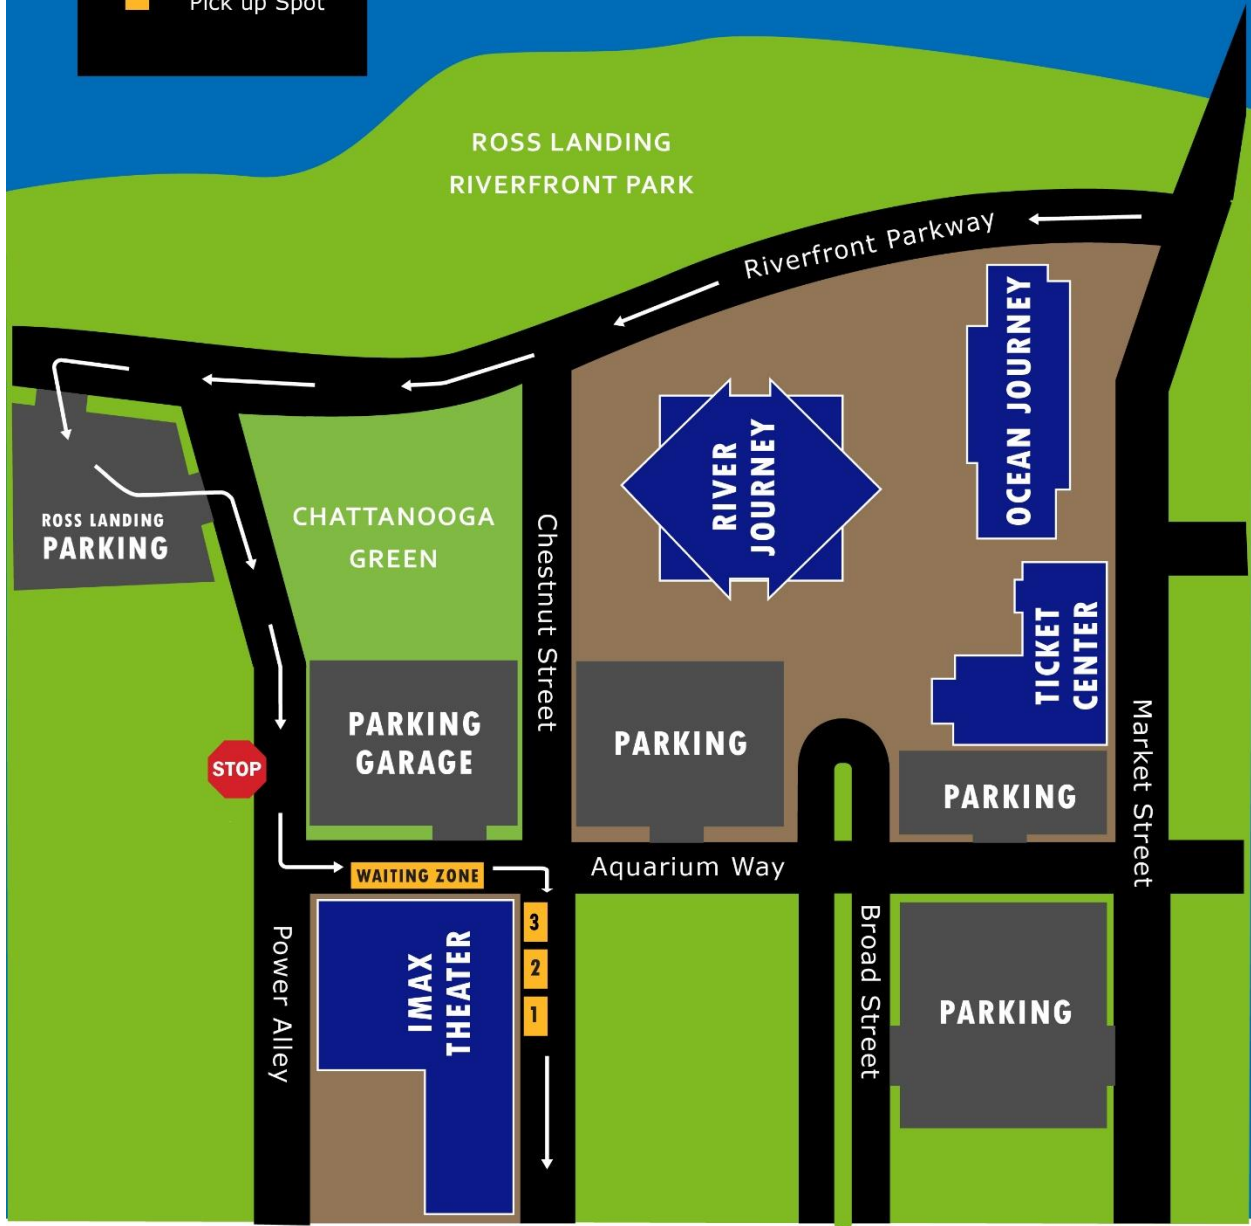 Pick up Spot
ROSS LANDING
RIVERFRONT PARK
Riverfront Parkway
OCEAN JOURNEY
RIVER
JOURNEY
ROSS LANDING
PARKING
CHATTANOOGA
GREEN
Chestnut Street
TICKET
CENTER
PARKING
GARAGE
PARKING
STOP
PARKING
Market Street
WAITING ZONE
Aquarium Way
3
2
1
IMAX
THEATER
Power Alley
Broad Street
PARKING